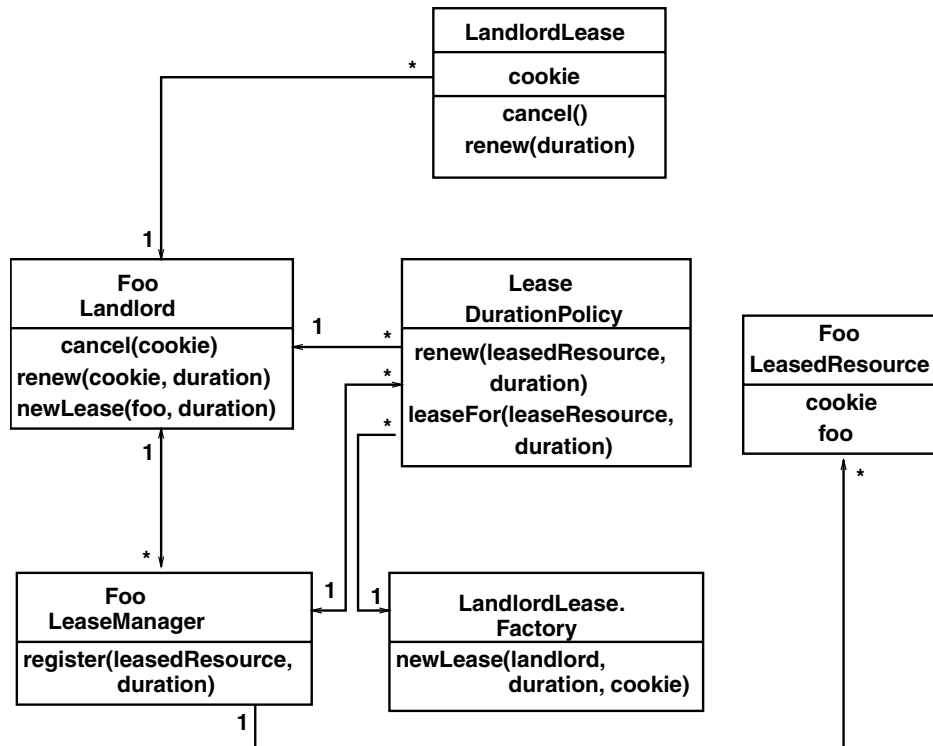 LandlordLease
cookie
cancel()
renew(duration)
*
1
Foo
Landlord
cancel(cookie)
renew(cookie, duration)
newLease(foo, duration)
1
*
Lease
DurationPolicy
renew(leasedResource,
duration)
leaseFor(leaseResource,
duration)
*
*
Foo
LeasedResource
cookie
foo
*
1
*
Foo
LeaseManager
register(leasedResource,
duration)
1
1
LandlordLease.
Factory
newLease(landlord,
duration, cookie)
1